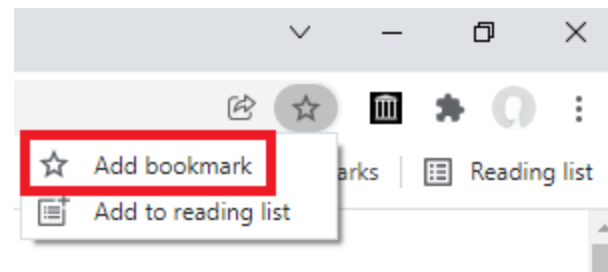 Add bookmark
arks
Reading list
Add to reading list